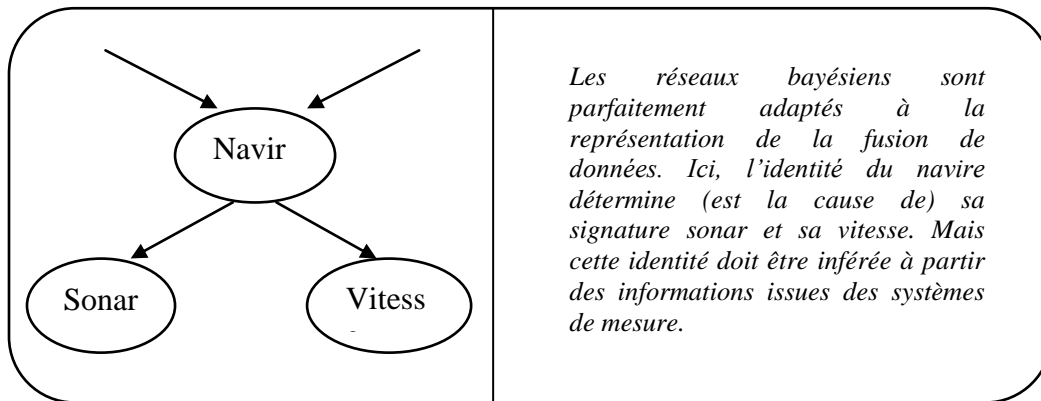 Navir
Sonar
Vitess
Les réseaux bayésiens sont
parfaitement adaptés à la
représentation de la fusion de
données. Ici, l’identité du navire
détermine (est la cause de) sa
signature sonar et sa vitesse. Mais
cette identité doit être inférée à partir
des informations issues des systèmes
de mesure.